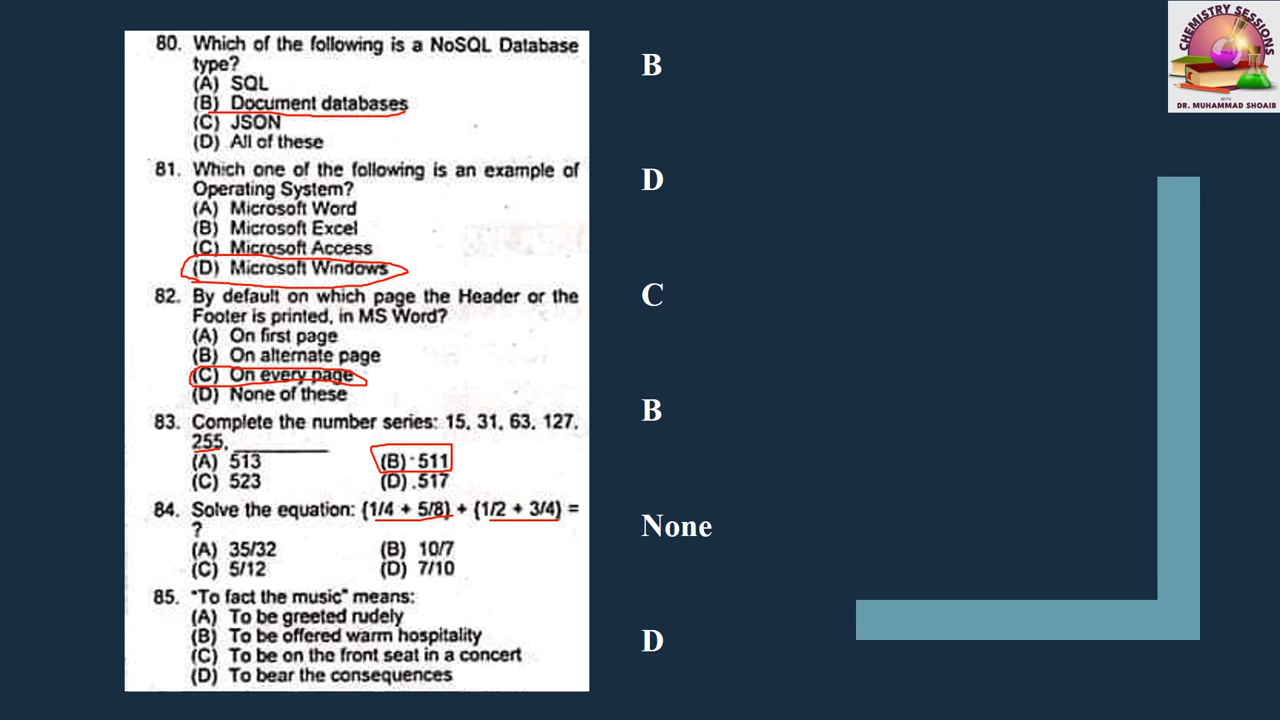 80. Which of the following is a NoSQL Database
type?
(A) SQL
(B) Document databases
(C) JSON
(D) All of these
81. Which one of the following is an example of
Operating System?
(A) Microsoft Word
(B) Microsoft Excel
(C) Microsoft Access
(D) Microsoft Windows
82. By default on which page the Header or the
Footer is printed, in MS Word?
(A) On first page
(B) On alternate page
(C) On every page
(D) None of these
83. Complete the number series: 15, 31, 63, 127,
255, ________
(A) 513 (B) 511
(C) 523 (D) 517
84. Solve the equation: {1/4 + 5/8} + {1/2 + 3/4} =
?
(A) 35/32 (B) 10/7
(C) 5/12 (D) 7/10
85. "To fact the music" means:
(A) To be greeted rudely
(B) To be offered warm hospitality
(C) To be on the front seat in a concert
(D) To bear the consequences
B
D
C
B
None
D
CHEMISTRY SESSIONS
WITH
DR. MUHAMMAD SHOAIB